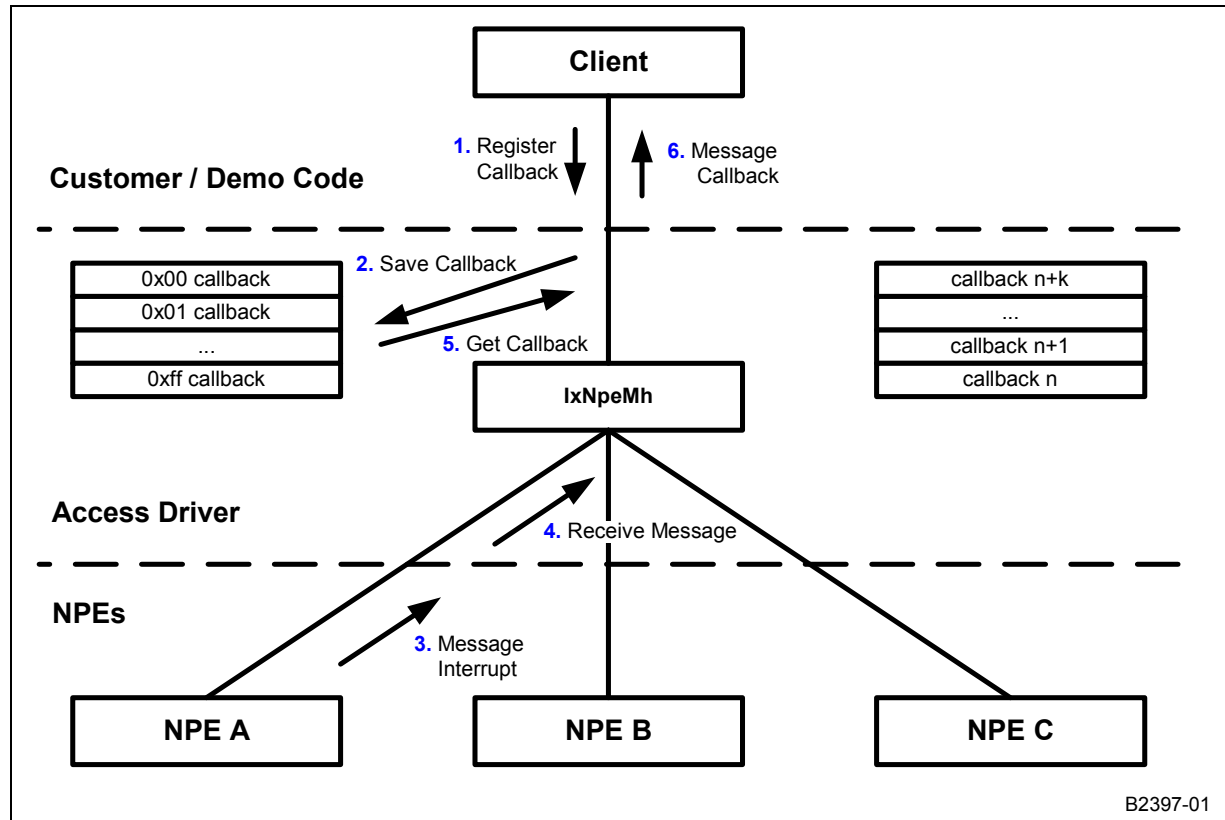 Client
1. Register
Callback
6. Message
Callback
Customer / Demo Code
2. Save Callback
0x00 callback
0x01 callback
...
0xff callback
5. Get Callback
callback n+k
...
callback n+1
callback n
IxNpeMh
Access Driver
4. Receive Message
NPEs
3. Message
Interrupt
NPE A
NPE B
NPE C
B2397-01